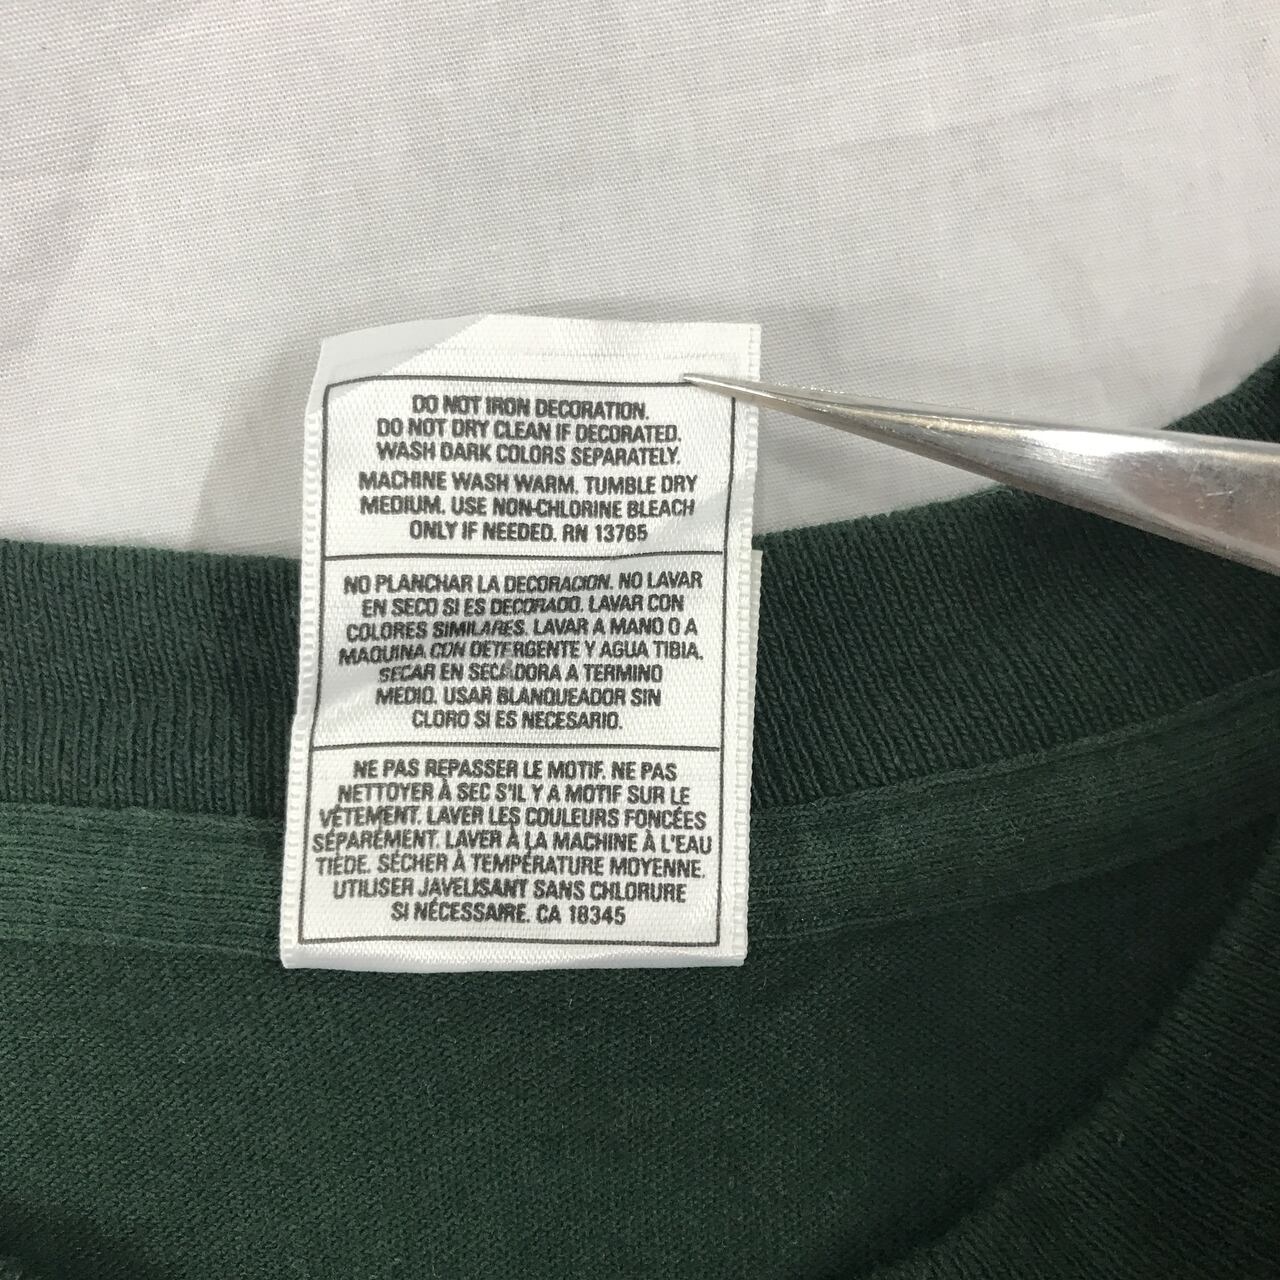 DO NOT IRON DECORATION.
DO NOT DRY CLEAN IF DECORATED.
WASH DARK COLORS SEPARATELY.
MACHINE WASH WARM. TUMBLE DRY
MEDIUM. USE NON-CHLORINE BLEACH
ONLY IF NEEDED. RN 13765
NO PLANCHAR LA DECORACION. NO LAVAR
EN SECO SI ES DECORADO. LAVAR CON
COLORES SIMILARES. LAVAR A MANO O A
MAQUINA CON DETERGENTE Y AGUA TIBIA.
SECAR EN SECADORA A TERMINO
MEDIO. USAR BLANQUEADOR SIN
CLORO SI ES NECESARIO.
NE PAS REPASSER LE MOTIF. NE PAS
NETTOYER À SEC S'IL Y A MOTIF SUR LE
VÊTEMENT. LAVER LES COULEURS FONCÉES
SÉPARÉMENT. LAVER À LA MACHINE À L'EAU
TIÈDE. SÉCHER À TEMPÉRATURE MOYENNE.
UTILISER JAVELISANT SANS CHLORURE
SI NÉCESSAIRE. CA 18345